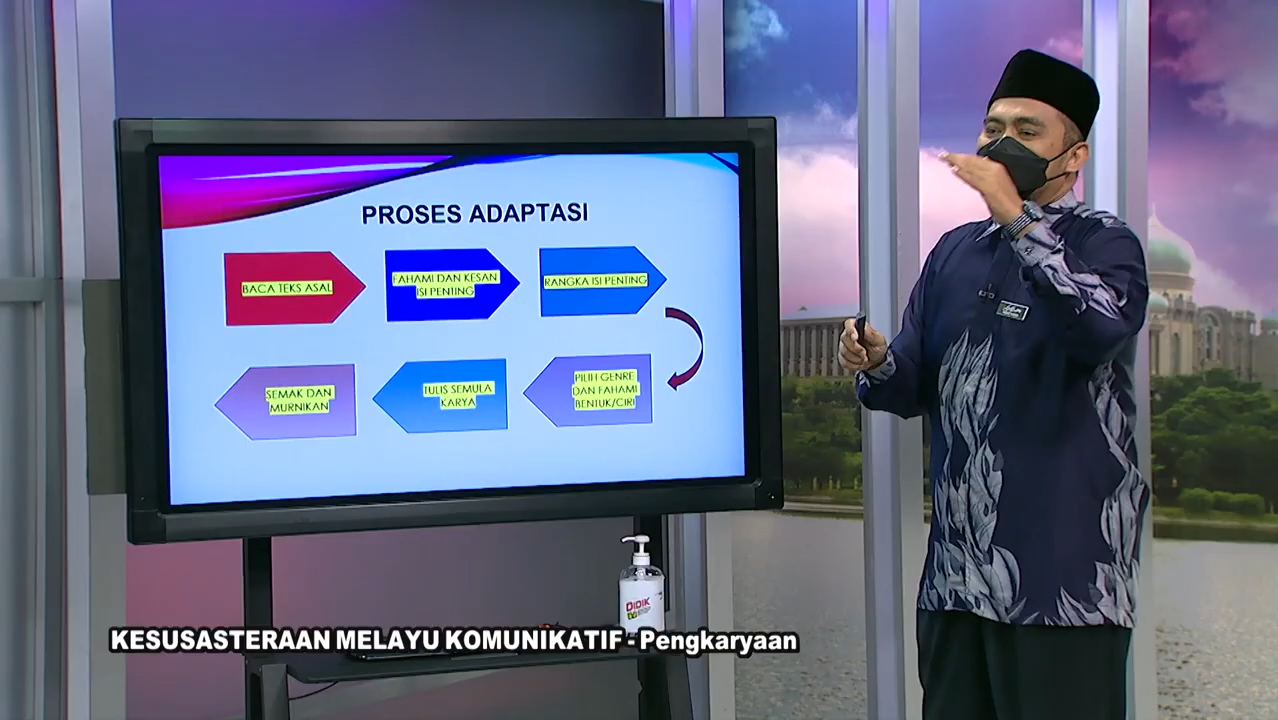 PROSES ADAPTASI
BACA TEKS ASAL
FAHAMI DAN KESAN
ISI PENTING
RANGKA ISI PENTING
PILIH GENRE
DAN FAHAMI
BENTUK/CIRI
TULIS SEMULA
KARYA
SEMAK DAN
MURNIKAN
DIDIK
KESUSASTERAAN MELAYU KOMUNIKATIF - Pengkaryaan